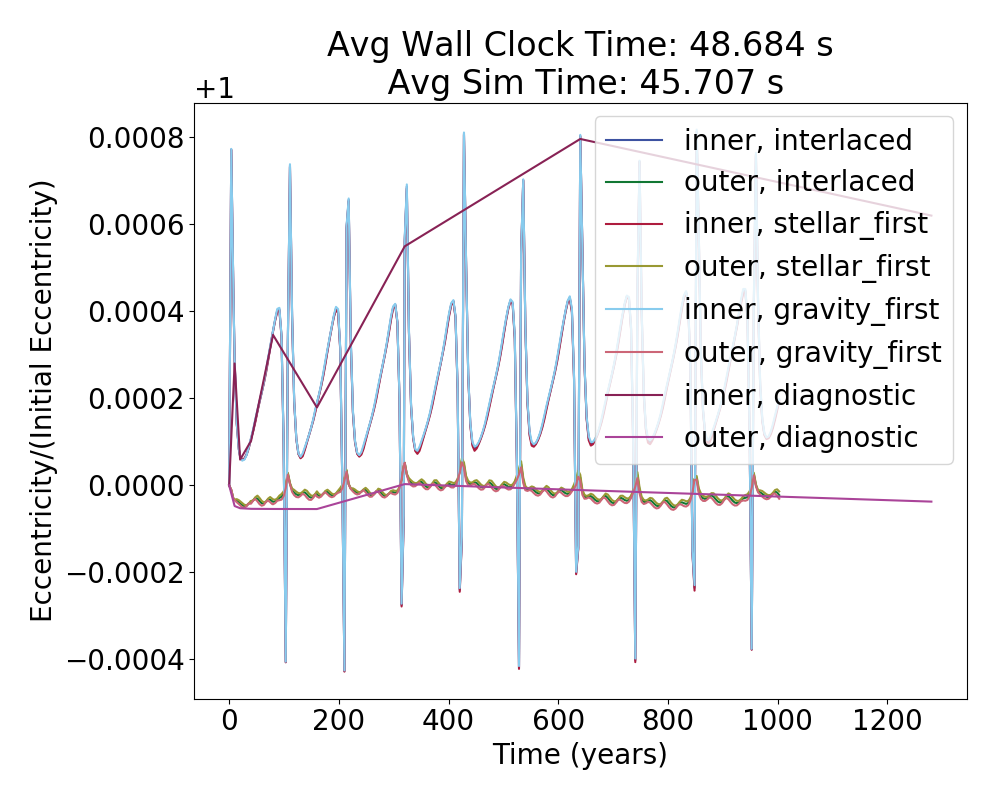 Avg Wall Clock Time: 48.684 s
Avg Sim Time: 45.707 s
+1
0.0008
0.0006
0.0004
0.0002
0.0000
−0.0002
−0.0004
Eccentricity/(Initial Eccentricity)
inner, interlaced
outer, interlaced
inner, stellar_first
outer, stellar_first
inner, gravity_first
outer, gravity_first
inner, diagnostic
outer, diagnostic
0 200 400 600 800 1000 1200
Time (years)